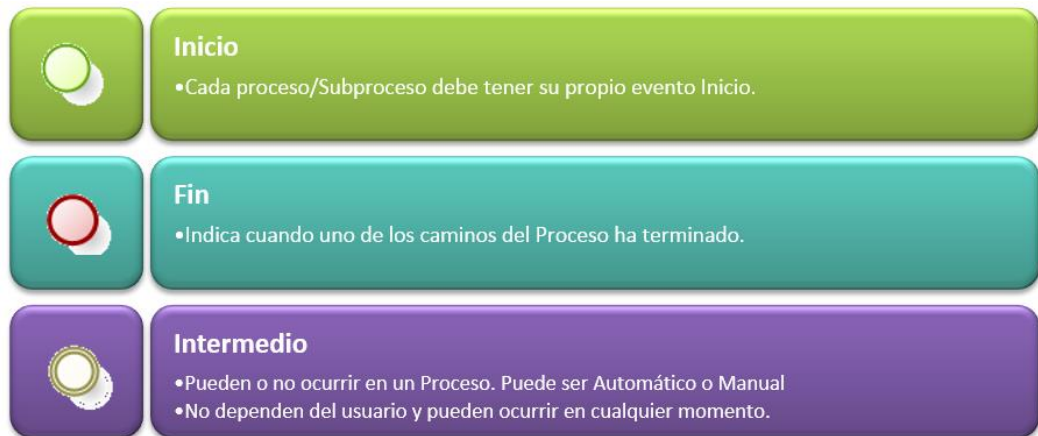 Inicio
•Cada proceso/Subproceso debe tener su propio evento Inicio.
Fin
•Indica cuando uno de los caminos del Proceso ha terminado.
Intermedio
•Pueden o no ocurrir en un Proceso. Puede ser Automático o Manual
•No dependen del usuario y pueden ocurrir en cualquier momento.